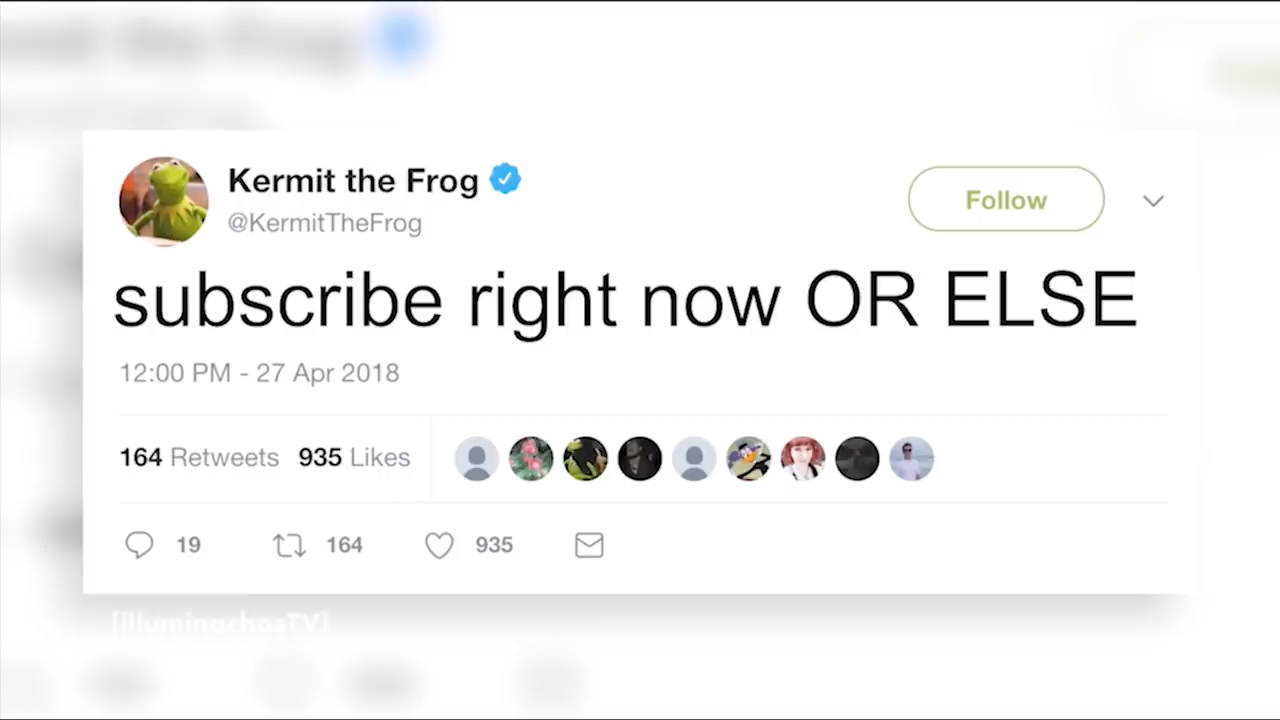 Kermit the Frog
@KermitTheFrog
Follow
subscribe right now OR ELSE
12:00 PM - 27 Apr 2018
164 Retweets 935 Likes
19 164 935
[illuminachosTV]